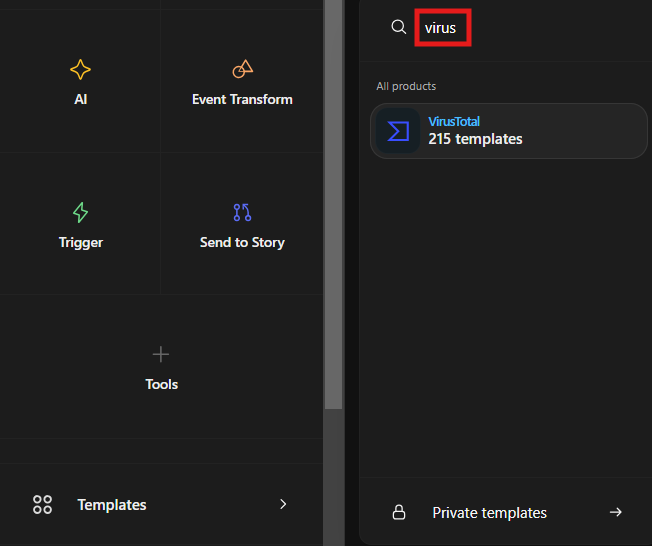 AI
Event Transform
Trigger
Send to Story
Tools
Templates
virus
All products
VirusTotal
215 templates
Private templates